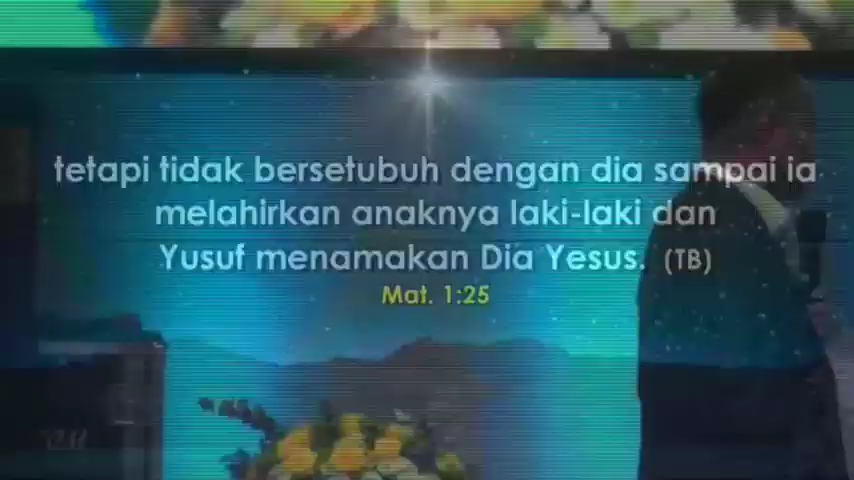 tetapi tidak bersetubuh dengan dia sampai ia
melahirkan anaknya laki-laki dan
Yusuf menamakan Dia Yesus. (TB)
Mat. 1:25